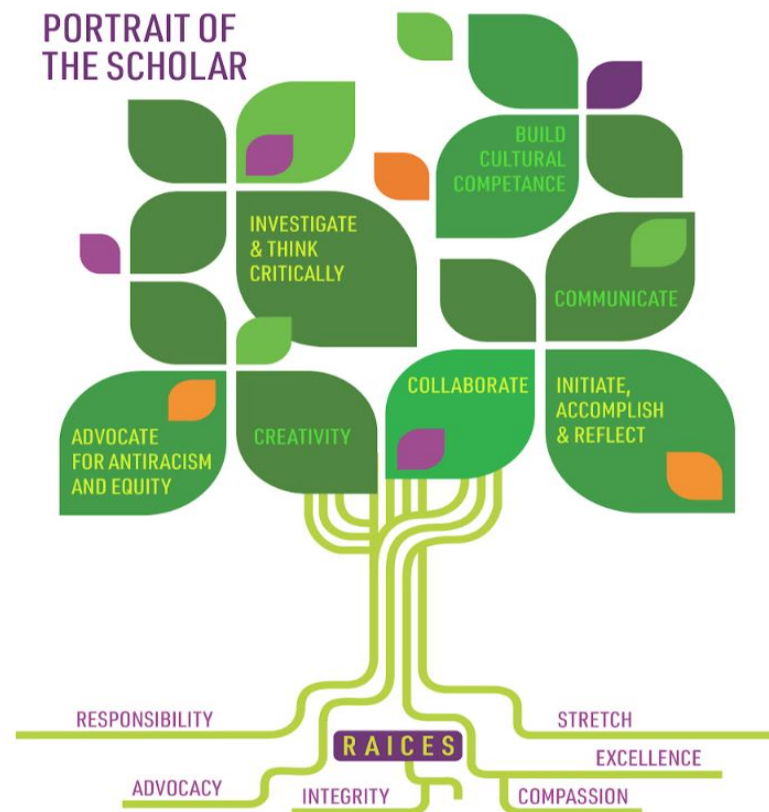 PORTRAIT OF
THE SCHOLAR
BUILD
CULTURAL
COMPETANCE
INVESTIGATE
& THINK
CRITICALLY
COMMUNICATE
COLLABORATE
INITIATE,
ACCOMPLISH
& REFLECT
ADVOCATE
FOR ANTIRACISM
AND EQUITY
CREATIVITY
RESPONSIBILITY
STRETCH
RAICES
EXCELLENCE
ADVOCACY
INTEGRITY
COMPASSION